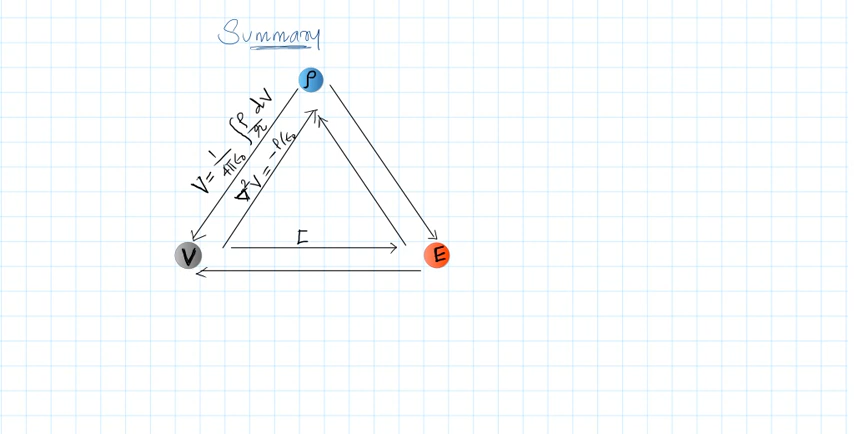 Summary
ρ
V = 1/4πε₀ ∫ ρ/r dV
∇²V = -ρ/ε₀
E
V
E